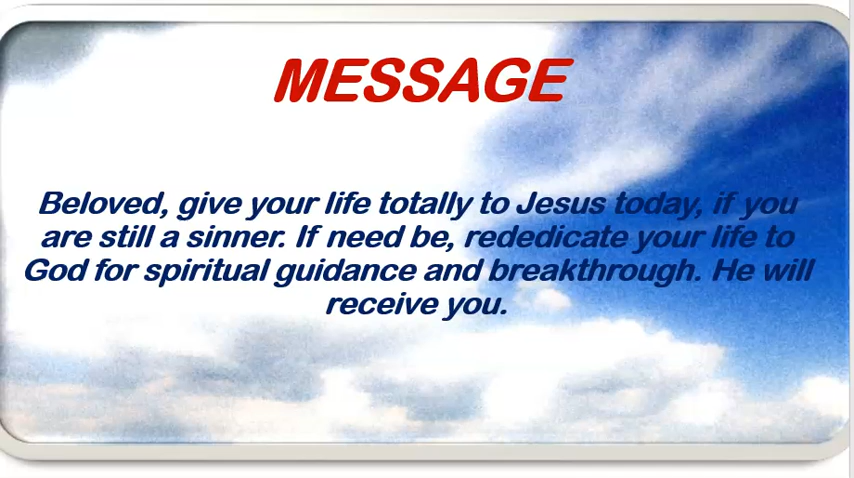 MESSAGE
Beloved, give your life totally to Jesus today, if you
are still a sinner. If need be, rededicate your life to
God for spiritual guidance and breakthrough. He will
receive you.